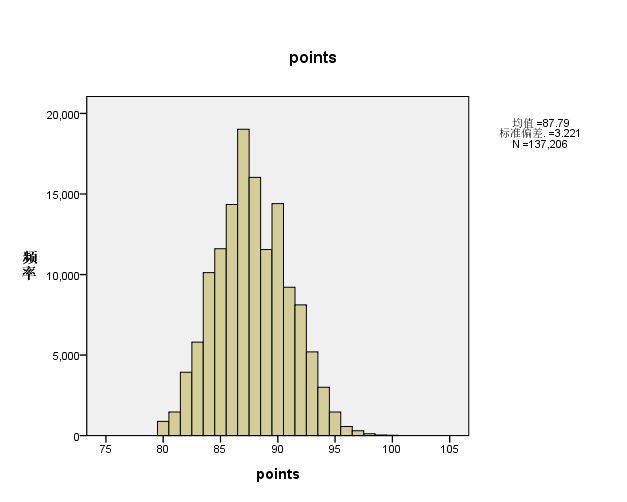 points
均值 =87.79
标准偏差. =3.221
N =137,206
频
率
20,000
15,000
10,000
5,000
0
75 80 85 90 95 100 105
points